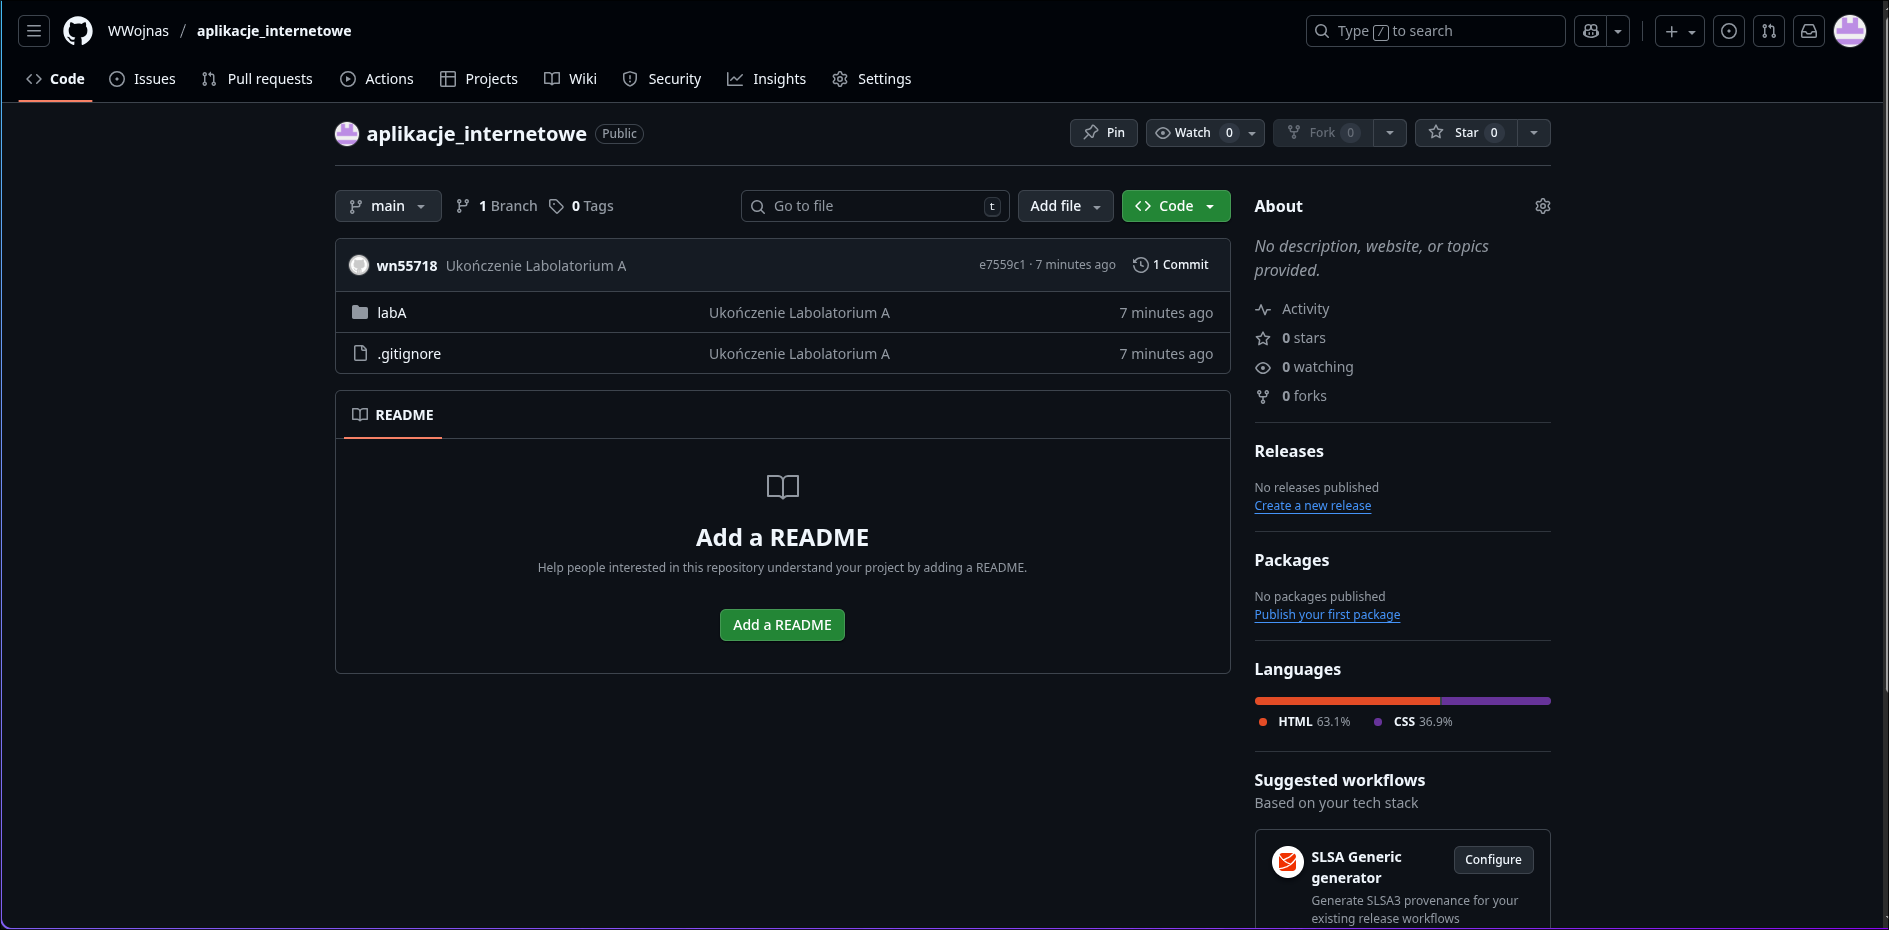 WWojnas / aplikacje_internetowe
Type / to search
Code Issues Pull requests Actions Projects Wiki Security Insights Settings
aplikacje_internetowe Public
Pin Watch 0 Fork 0 Star 0
main 1 Branch 0 Tags Go to file t Add file Code
wn55718 Ukończenie Labolatorium A e7559c1 · 7 minutes ago 1 Commit
labA Ukończenie Labolatorium A 7 minutes ago
.gitignore Ukończenie Labolatorium A 7 minutes ago
README
Add a README
Help people interested in this repository understand your project by adding a README.
Add a README
About
No description, website, or topics
provided.
Activity
0 stars
0 watching
0 forks
Releases
No releases published
Create a new release
Packages
No packages published
Publish your first package
Languages
HTML 63.1% CSS 36.9%
Suggested workflows
Based on your tech stack
SLSA Generic
generator
Configure
Generate SLSA3 provenance for your
existing release workflows